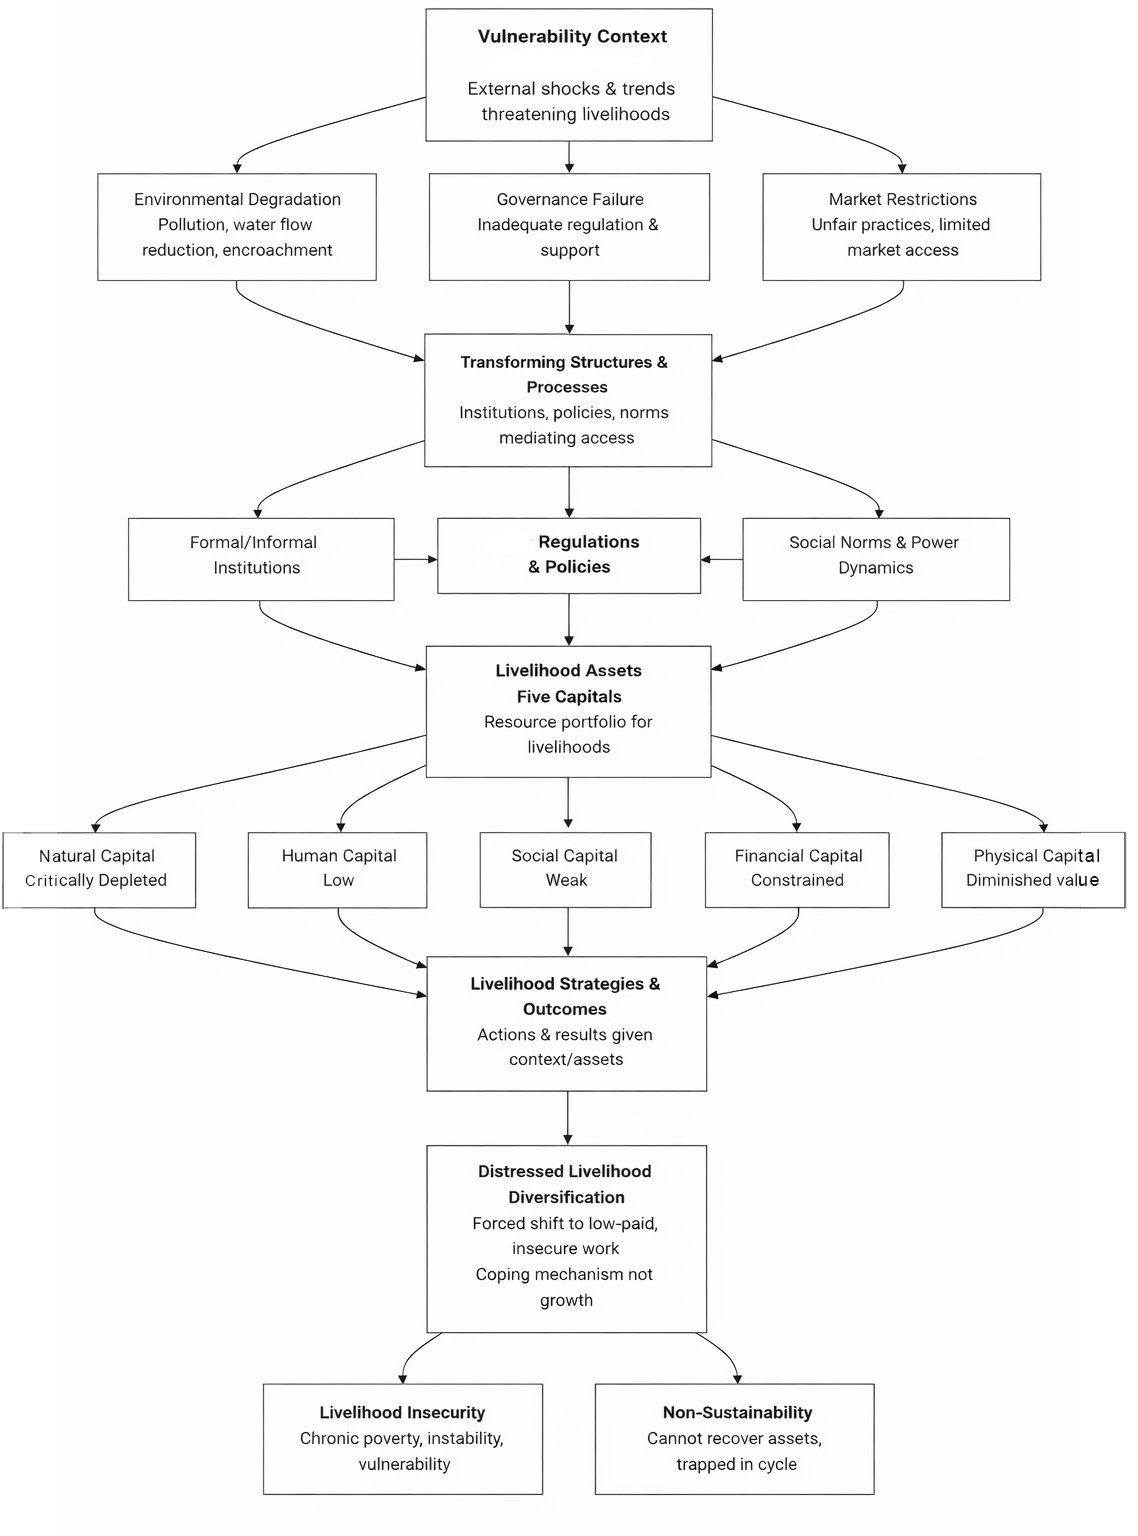 Vulnerability Context
External shocks & trends
threatening livelihoods
Environmental Degradation
Pollution, water flow
reduction, encroachment
Governance Failure
Inadequate regulation &
support
Market Restrictions
Unfair practices, limited
market access
Transforming Structures &
Processes
Institutions, policies, norms
mediating access
Formal/Informal
Institutions
Regulations
& Policies
Social Norms & Power
Dynamics
Livelihood Assets
Five Capitals
Resource portfolio for
livelihoods
Natural Capital
Critically Depleted
Human Capital
Low
Social Capital
Weak
Financial Capital
Constrained
Physical Capital
Diminished value
Livelihood Strategies &
Outcomes
Actions & results given
context/assets
Distressed Livelihood
Diversification
Forced shift to low-paid,
insecure work
Coping mechanism not
growth
Livelihood Insecurity
Chronic poverty, instability,
vulnerability
Non-Sustainability
Cannot recover assets,
trapped in cycle